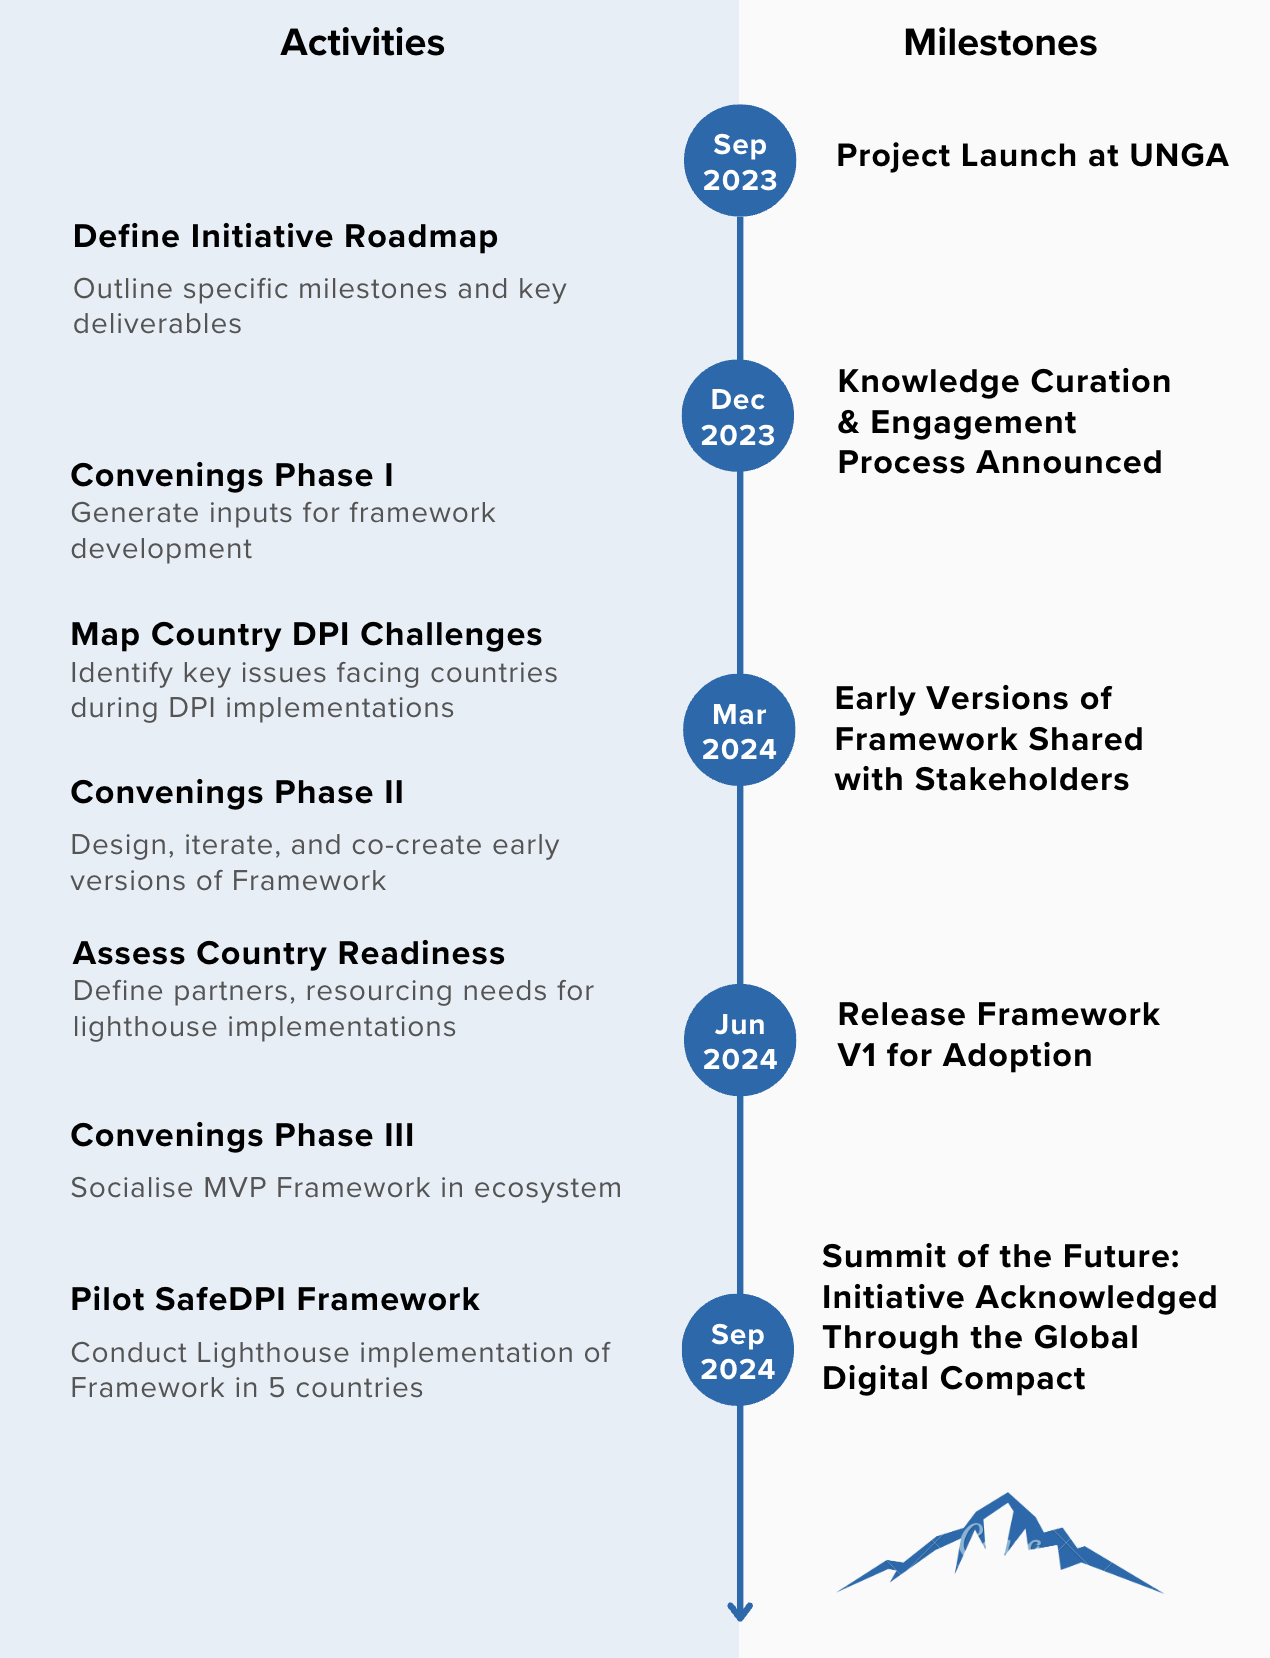 Activities
Milestones
Sep
2023
Project Launch at UNGA
Define Initiative Roadmap
Outline specific milestones and key
deliverables
Dec
2023
Knowledge Curation
& Engagement
Process Announced
Convenings Phase I
Generate inputs for framework
development
Map Country DPI Challenges
Identify key issues facing countries
during DPI implementations
Mar
2024
Early Versions of
Framework Shared
with Stakeholders
Convenings Phase II
Design, iterate, and co-create early
versions of Framework
Assess Country Readiness
Define partners, resourcing needs for
lighthouse implementations
Jun
2024
Release Framework
V1 for Adoption
Convenings Phase III
Socialise MVP Framework in ecosystem
Pilot SafeDPI Framework
Conduct Lighthouse implementation of
Framework in 5 countries
Sep
2024
Summit of the Future:
Initiative Acknowledged
Through the Global
Digital Compact